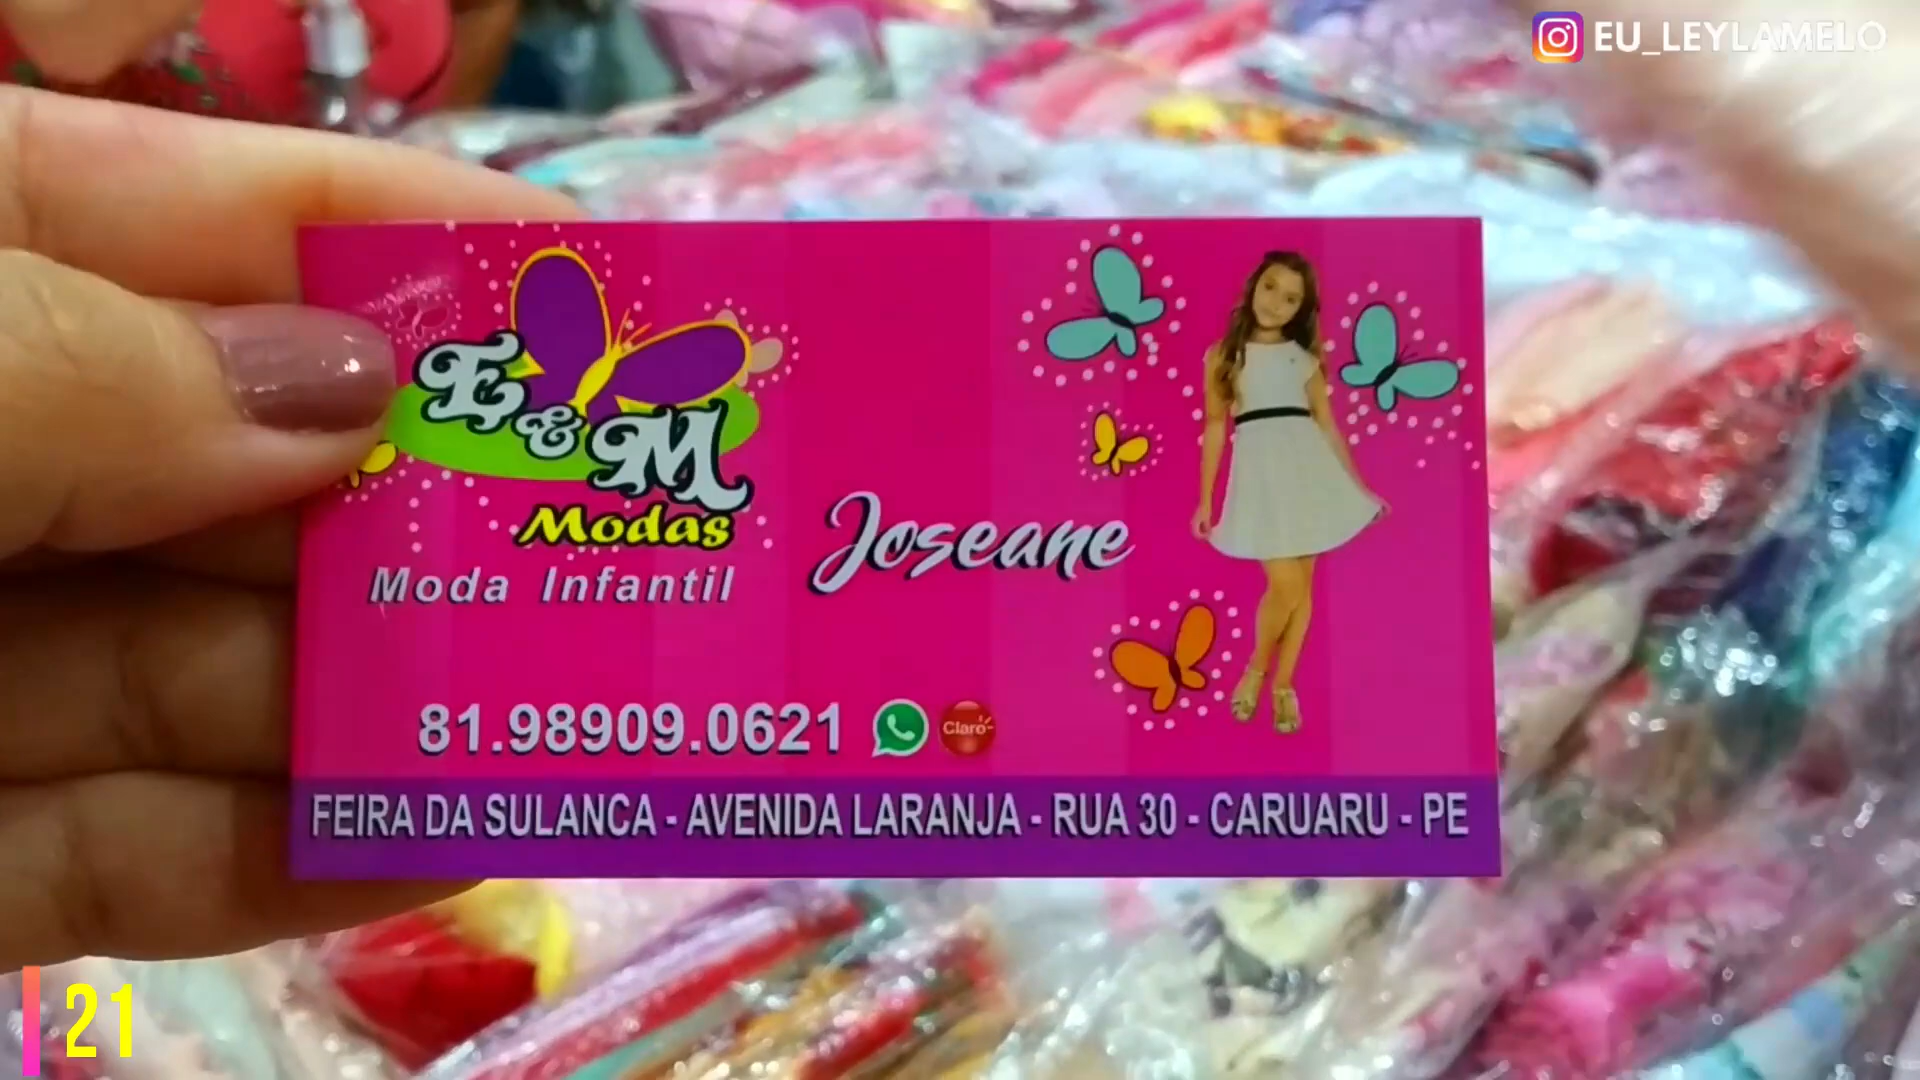 EU_LEYLAMELO
E & M
Modas
Moda Infantil
Joseane
81.98909.0621
Claro
FEIRA DA SULANCA - AVENIDA LARANJA - RUA 30 - CARUARU - PE
21